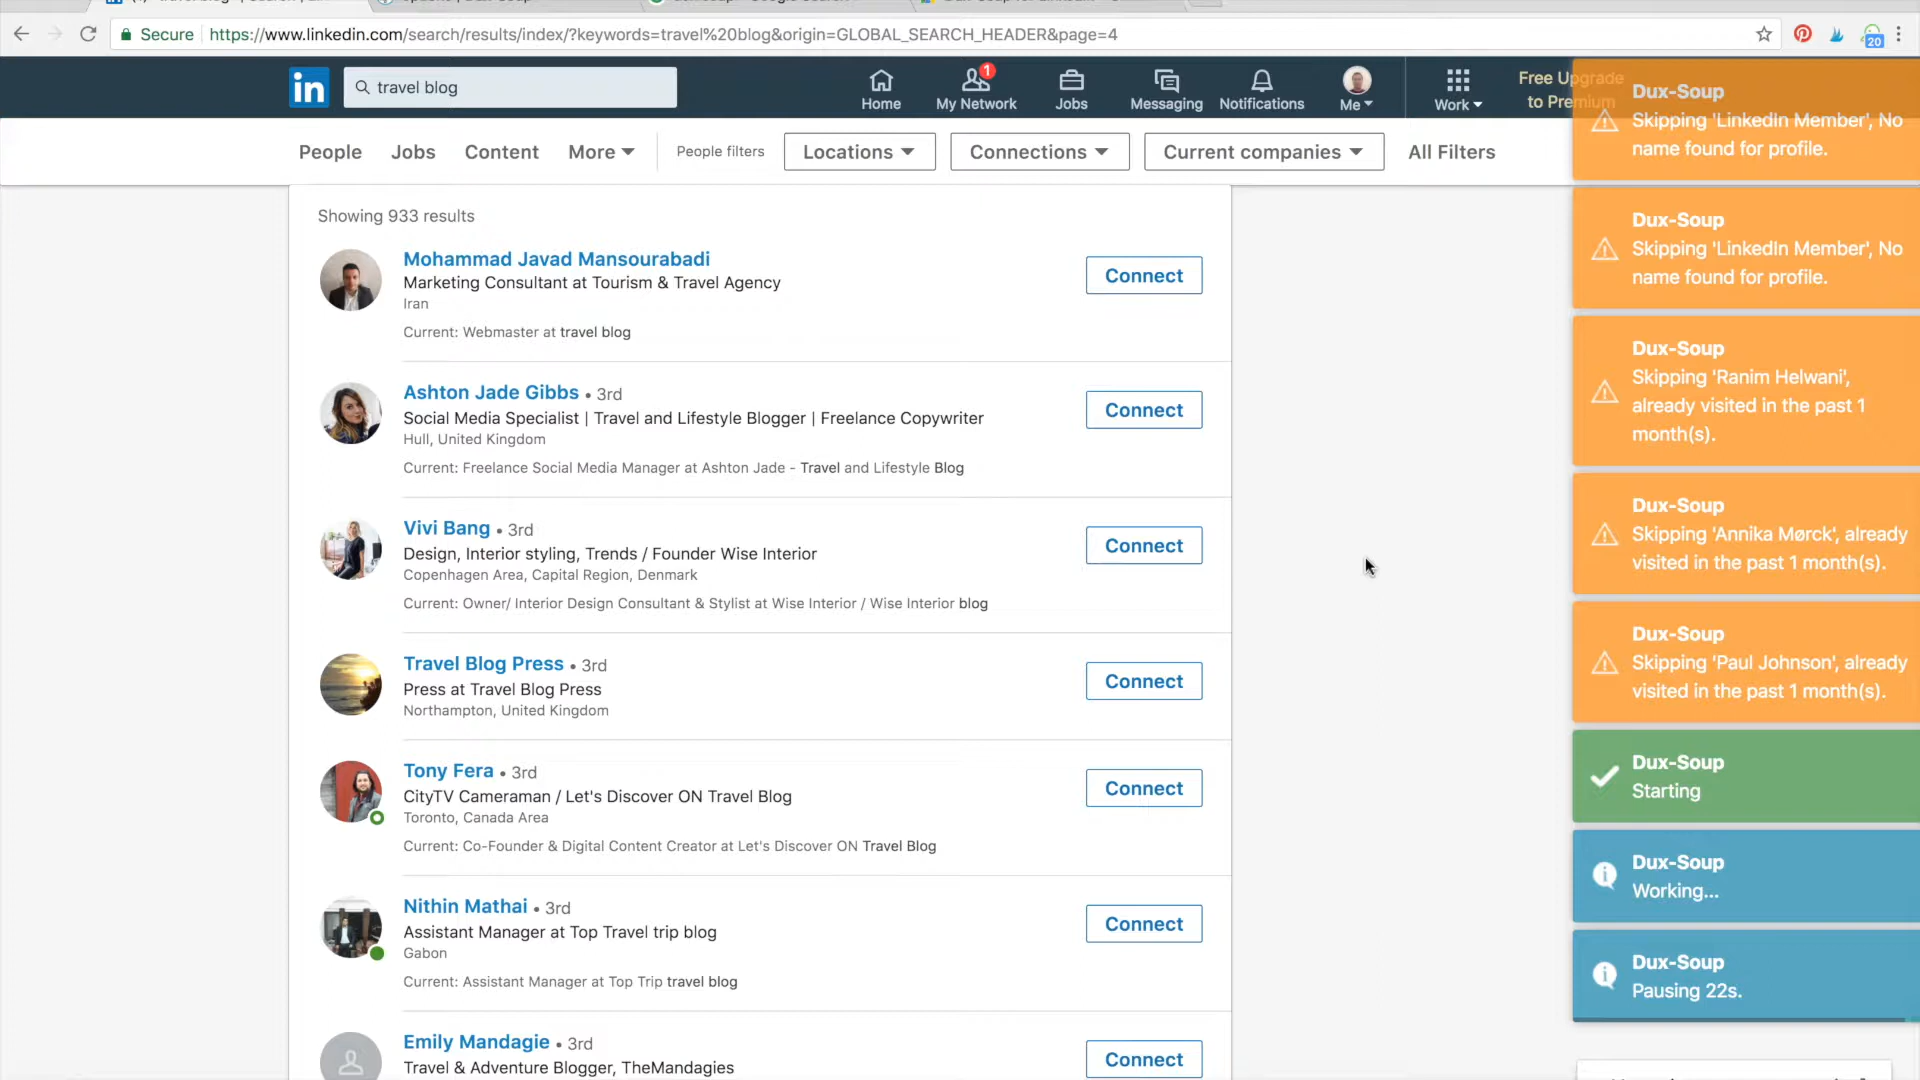 Secure
https://www.linkedin.com/search/results/index/?keywords=travel%20blog&origin=GLOBAL_SEARCH_HEADER&page=4
20
in
travel blog
Home
1
My Network
Jobs
Messaging
Notifications
Me
Work
Free Upgrade
to Premium
People
Jobs
Content
More
People filters
Locations
Connections
Current companies
All Filters
Showing 933 results
Mohammad Javad Mansourabadi
Marketing Consultant at Tourism & Travel Agency
Iran
Current: Webmaster at travel blog
Connect
Ashton Jade Gibbs • 3rd
Social Media Specialist | Travel and Lifestyle Blogger | Freelance Copywriter
Hull, United Kingdom
Current: Freelance Social Media Manager at Ashton Jade - Travel and Lifestyle Blog
Connect
Vivi Bang • 3rd
Design, Interior styling, Trends / Founder Wise Interior
Copenhagen Area, Capital Region, Denmark
Current: Owner/ Interior Design Consultant & Stylist at Wise Interior / Wise Interior blog
Connect
Travel Blog Press • 3rd
Press at Travel Blog Press
Northampton, United Kingdom
Connect
Tony Fera • 3rd
CityTV Cameraman / Let's Discover ON Travel Blog
Toronto, Canada Area
Current: Co-Founder & Digital Content Creator at Let's Discover ON Travel Blog
Connect
Nithin Mathai • 3rd
Assistant Manager at Top Travel trip blog
Gabon
Current: Assistant Manager at Top Trip travel blog
Connect
Emily Mandagie • 3rd
Travel & Adventure Blogger, TheMandagies
Connect
Dux-Soup
Skipping 'LinkedIn Member', No
name found for profile.
Dux-Soup
Skipping 'LinkedIn Member', No
name found for profile.
Dux-Soup
Skipping 'Ranim Helwani',
already visited in the past 1
month(s).
Dux-Soup
Skipping 'Annika Mørck', already
visited in the past 1 month(s).
Dux-Soup
Skipping 'Paul Johnson', already
visited in the past 1 month(s).
Dux-Soup
Starting
Dux-Soup
Working...
Dux-Soup
Pausing 22s.